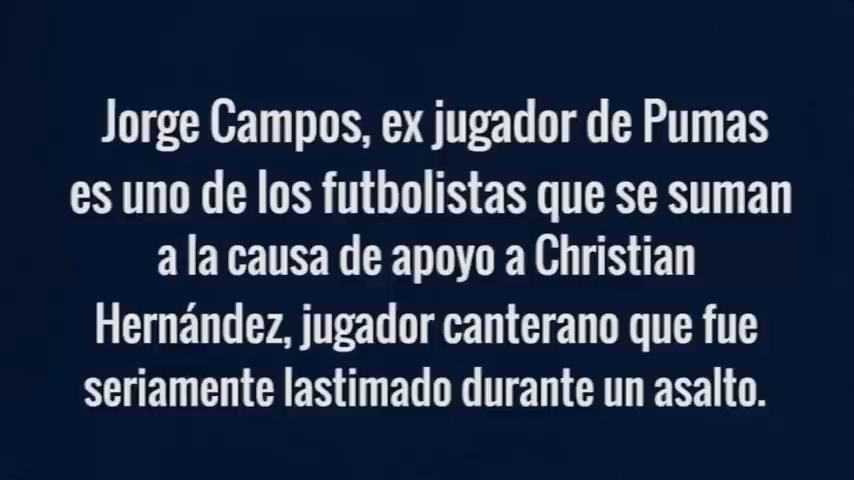 Jorge Campos, ex jugador de Pumas
es uno de los futbolistas que se suman
a la causa de apoyo a Christian
Hernández, jugador canterano que fue
seriamente lastimado durante un asalto.